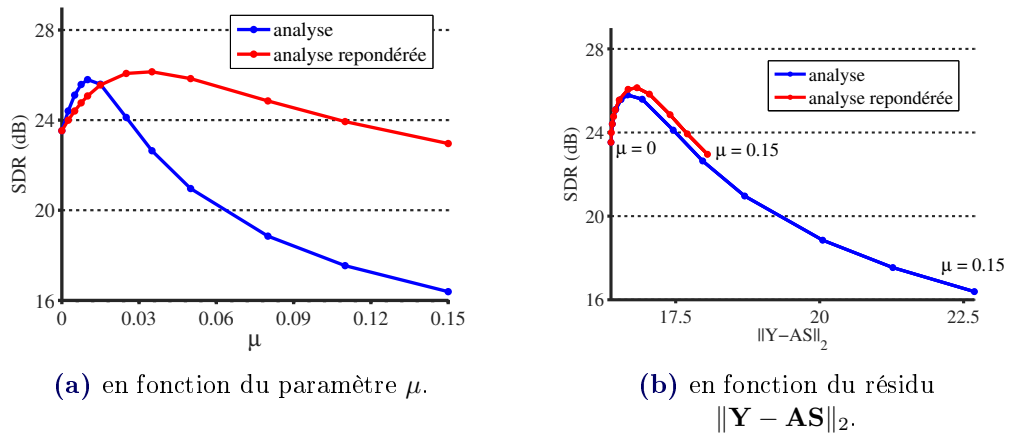 28
24
20
16
SDR (dB)
analyse
analyse repondérée
0
0.03
0.06
0.09
0.12
0.15
μ
(a) en fonction du paramètre μ.
28
24
20
16
SDR (dB)
analyse
analyse repondérée
μ = 0
μ = 0.15
μ = 0.15
17.5
20
22.5
||Y−AS||₂
(b) en fonction du résidu
‖Y − AS‖₂.